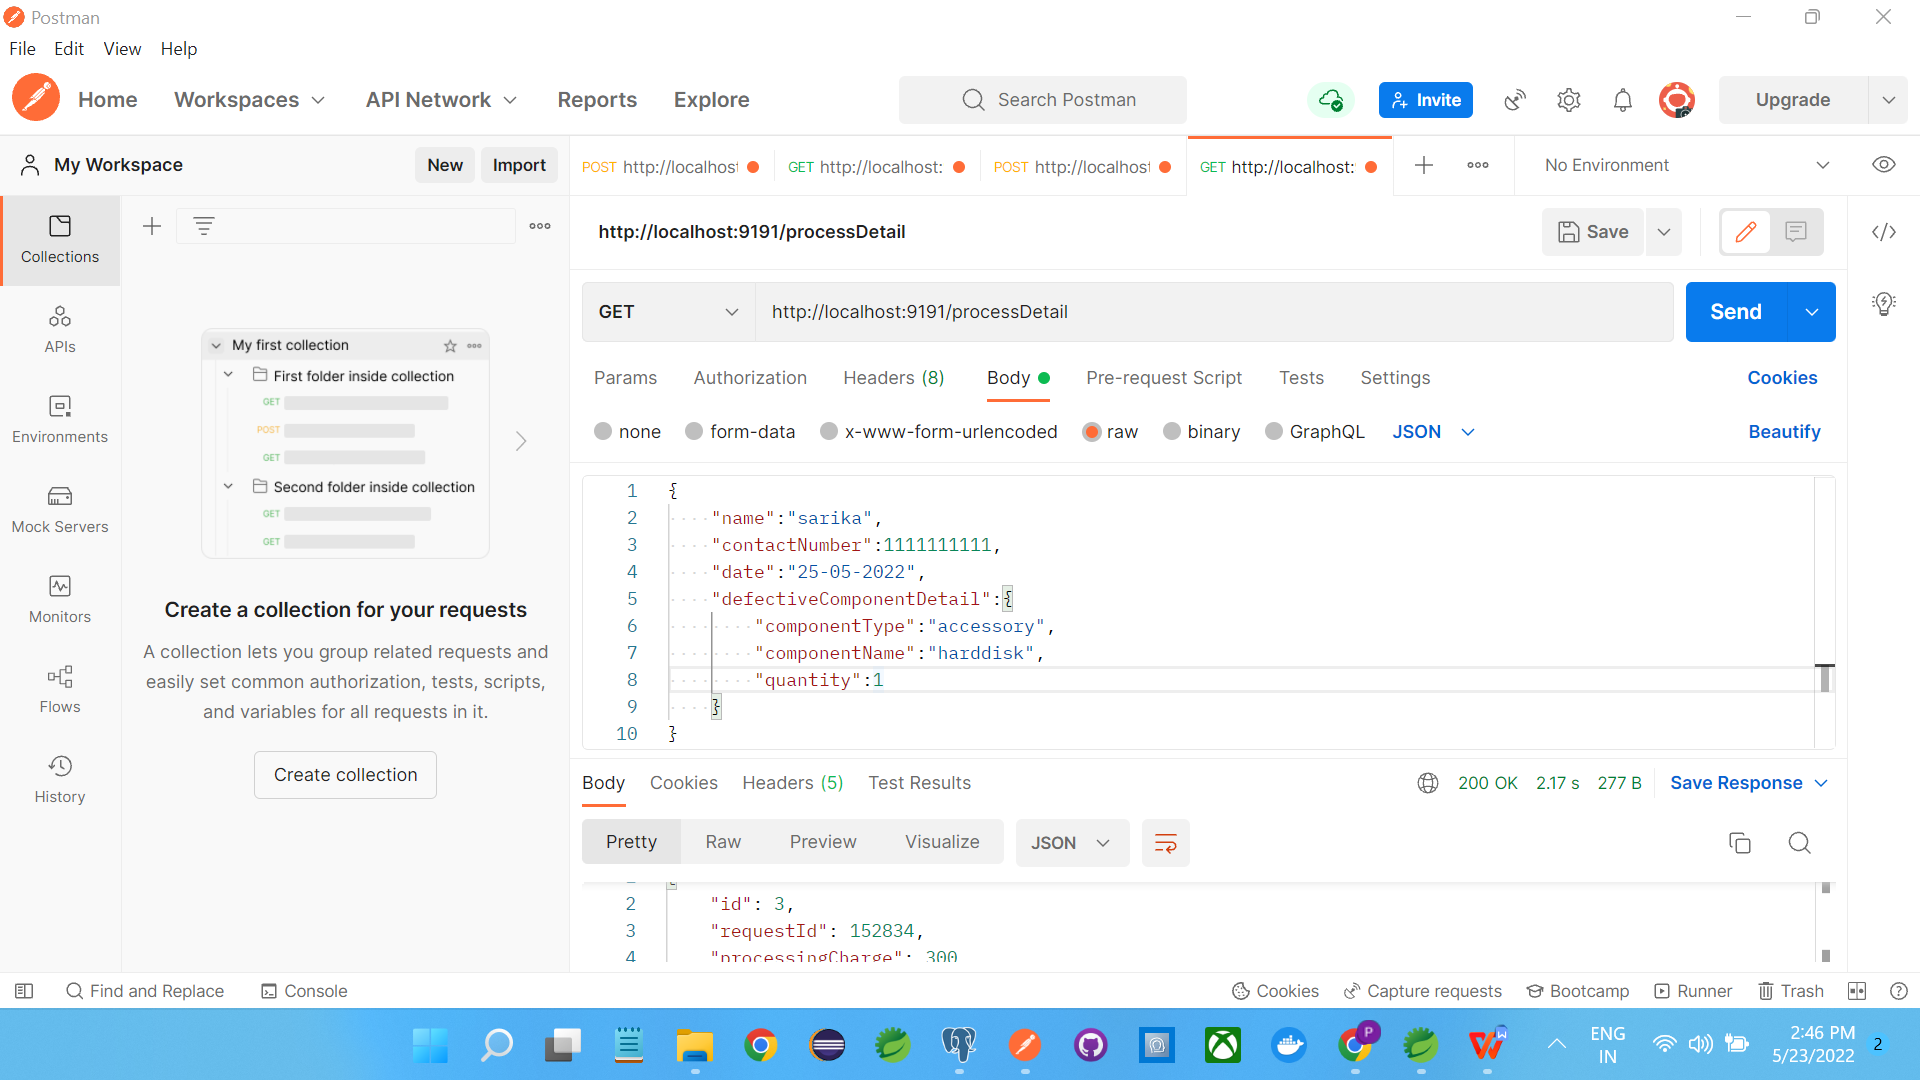 Postman
File Edit View Help
Home Workspaces API Network Reports Explore Search Postman Invite Upgrade
My Workspace New Import
POST http://localhost GET http://localhost: POST http://localhost GET http://localhost: No Environment
Collections
APIs
Environments
Mock Servers
Monitors
Flows
History
My first collection
First folder inside collection
GET
POST
GET
Second folder inside collection
GET
GET
Create a collection for your requests
A collection lets you group related requests and
easily set common authorization, tests, scripts,
and variables for all requests in it.
Create collection
http://localhost:9191/processDetail Save
GET http://localhost:9191/processDetail Send
Params Authorization Headers (8) Body Pre-request Script Tests Settings Cookies
none form-data x-www-form-urlencoded raw binary GraphQL JSON Beautify
1 {
2 "name":"sarika",
3 "contactNumber":1111111111,
4 "date":"25-05-2022",
5 "defectiveComponentDetail":{
6 "componentType":"accessory",
7 "componentName":"harddisk",
8 "quantity":1
9 }
10 }
Body Cookies Headers (5) Test Results 200 OK 2.17 s 277 B Save Response
Pretty Raw Preview Visualize JSON
2 "id": 3,
3 "requestId": 152834,
4 "processingCharge": 300
Find and Replace Console Cookies Capture requests Bootcamp Runner Trash
P
W
ENG
IN
2:46 PM
5/23/2022
2